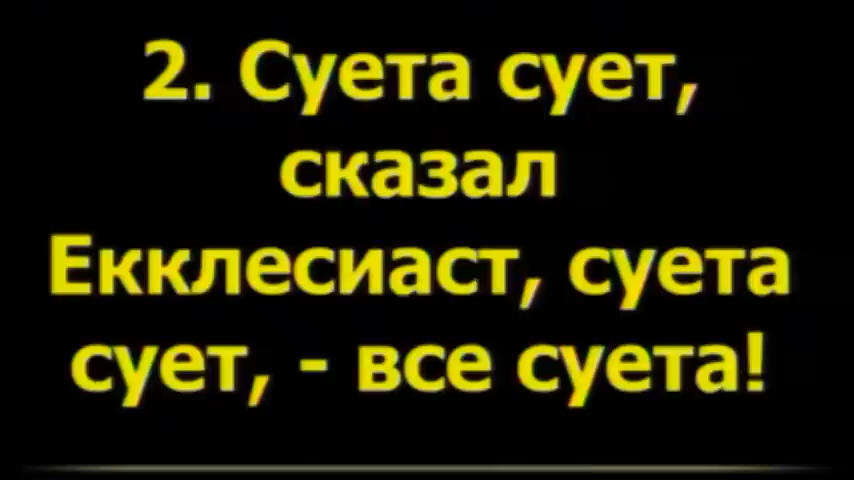 2. Суета сует,
сказал
Екклесиаст, суета
сует, - все суета!